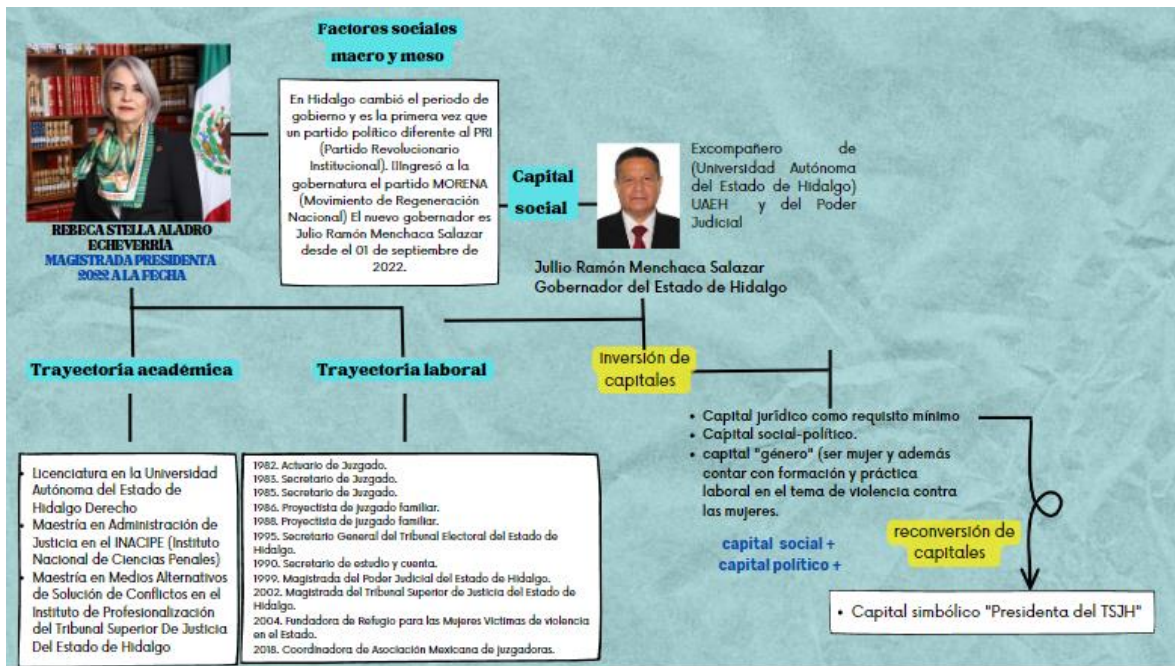 Factores sociales
macro y meso
En Hidalgo cambió el periodo de
gobierno y es la primera vez que
un partido político diferente al PRI
(Partido Revolucionario
Institucional). IIIngresó a la
gobernatura el partido MORENA
(Movimiento de Regeneración
Nacional) El nuevo gobernador es
Julio Ramón Menchaca Salazar
desde el 01 de septiembre de
2022.
REBECA STELLA ALADRO
ECHEVERRÍA
MAGISTRADA PRESIDENTA
2022 A LA FECHA
Capital
social
Excompañero de
(Universidad Autónoma
del Estado de Hidalgo)
UAEH y del Poder
Judicial
Jullio Ramón Menchaca Salazar
Gobernador del Estado de Hidalgo
Trayectoria académica
Licenciatura en la Universidad
Autónoma del Estado de
Hidalgo Derecho
Maestría en Administración de
Justicia en el INACIPE (Instituto
Nacional de Ciencias Penales)
Maestría en Medios Alternativos
de Solución de Conflictos en el
Instituto de Profesionalización
del Tribunal Superior De Justicia
Del Estado de Hidalgo
Trayectoria laboral
1982. Actuario de Juzgado.
1983. Secretario de Juzgado.
1985. Secretario de Juzgado.
1986. Proyectista de juzgado familiar.
1988. Proyectista de juzgado familiar.
1995. Secretario General del Tribunal Electoral del Estado de
Hidalgo.
1990. Secretario de estudio y cuenta.
1999. Magistrada del Poder Judicial del Estado de Hidalgo.
2002. Magistrada del Tribunal Superior de Justicia del Estado de
Hidalgo.
2004. Fundadora de Refugio para las Mujeres Víctimas de violencia
en el Estado.
2018. Coordinadora de Asociación Mexicana de juzgadoras.
inversión de
capitales
Capital jurídico como requisito mínimo
Capital social-político.
capital "género" (ser mujer y además
contar con formación y práctica
laboral en el tema de violencia contra
las mujeres.
capital social +
capital político +
reconversión de
capitales
Capital simbólico "Presidenta del TSJH"